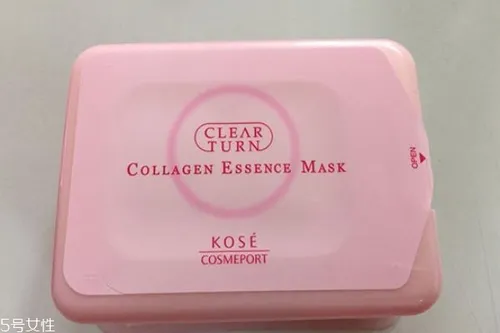 CLEAR
TURN
COLLAGEN ESSENCE MASK
OPEN
KOSÉ
COSMEPORT
5号女性